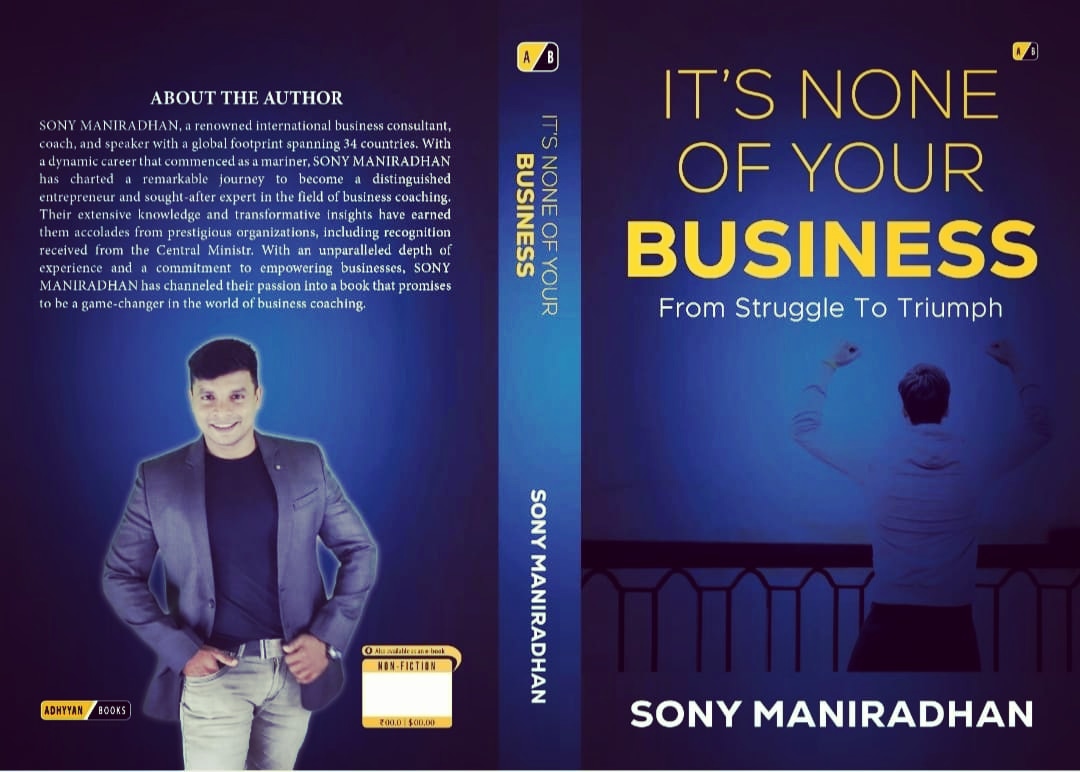 ABOUT THE AUTHOR
SONY MANIRADHAN, a renowned international business consultant,
coach, and speaker with a global footprint spanning 34 countries. With
a dynamic career that commenced as a mariner, SONY MANIRADHAN
has charted a remarkable journey to become a distinguished
entrepreneur and sought-after expert in the field of business coaching.
Their extensive knowledge and transformative insights have earned
them accolades from prestigious organizations, including recognition
received from the Central Ministr. With an unparalleled depth of
experience and a commitment to empowering businesses, SONY
MANIRADHAN has channeled their passion into a book that promises
to be a game-changer in the world of business coaching.
Also available as an e-book
NON-FICTION
₹00.0 | $00.00
ADHYYAN BOOKS
A B
IT'S NONE OF YOUR
BUSINESS
SONY MANIRADHAN
A B
IT'S NONE
OF YOUR
BUSINESS
From Struggle To Triumph
SONY MANIRADHAN